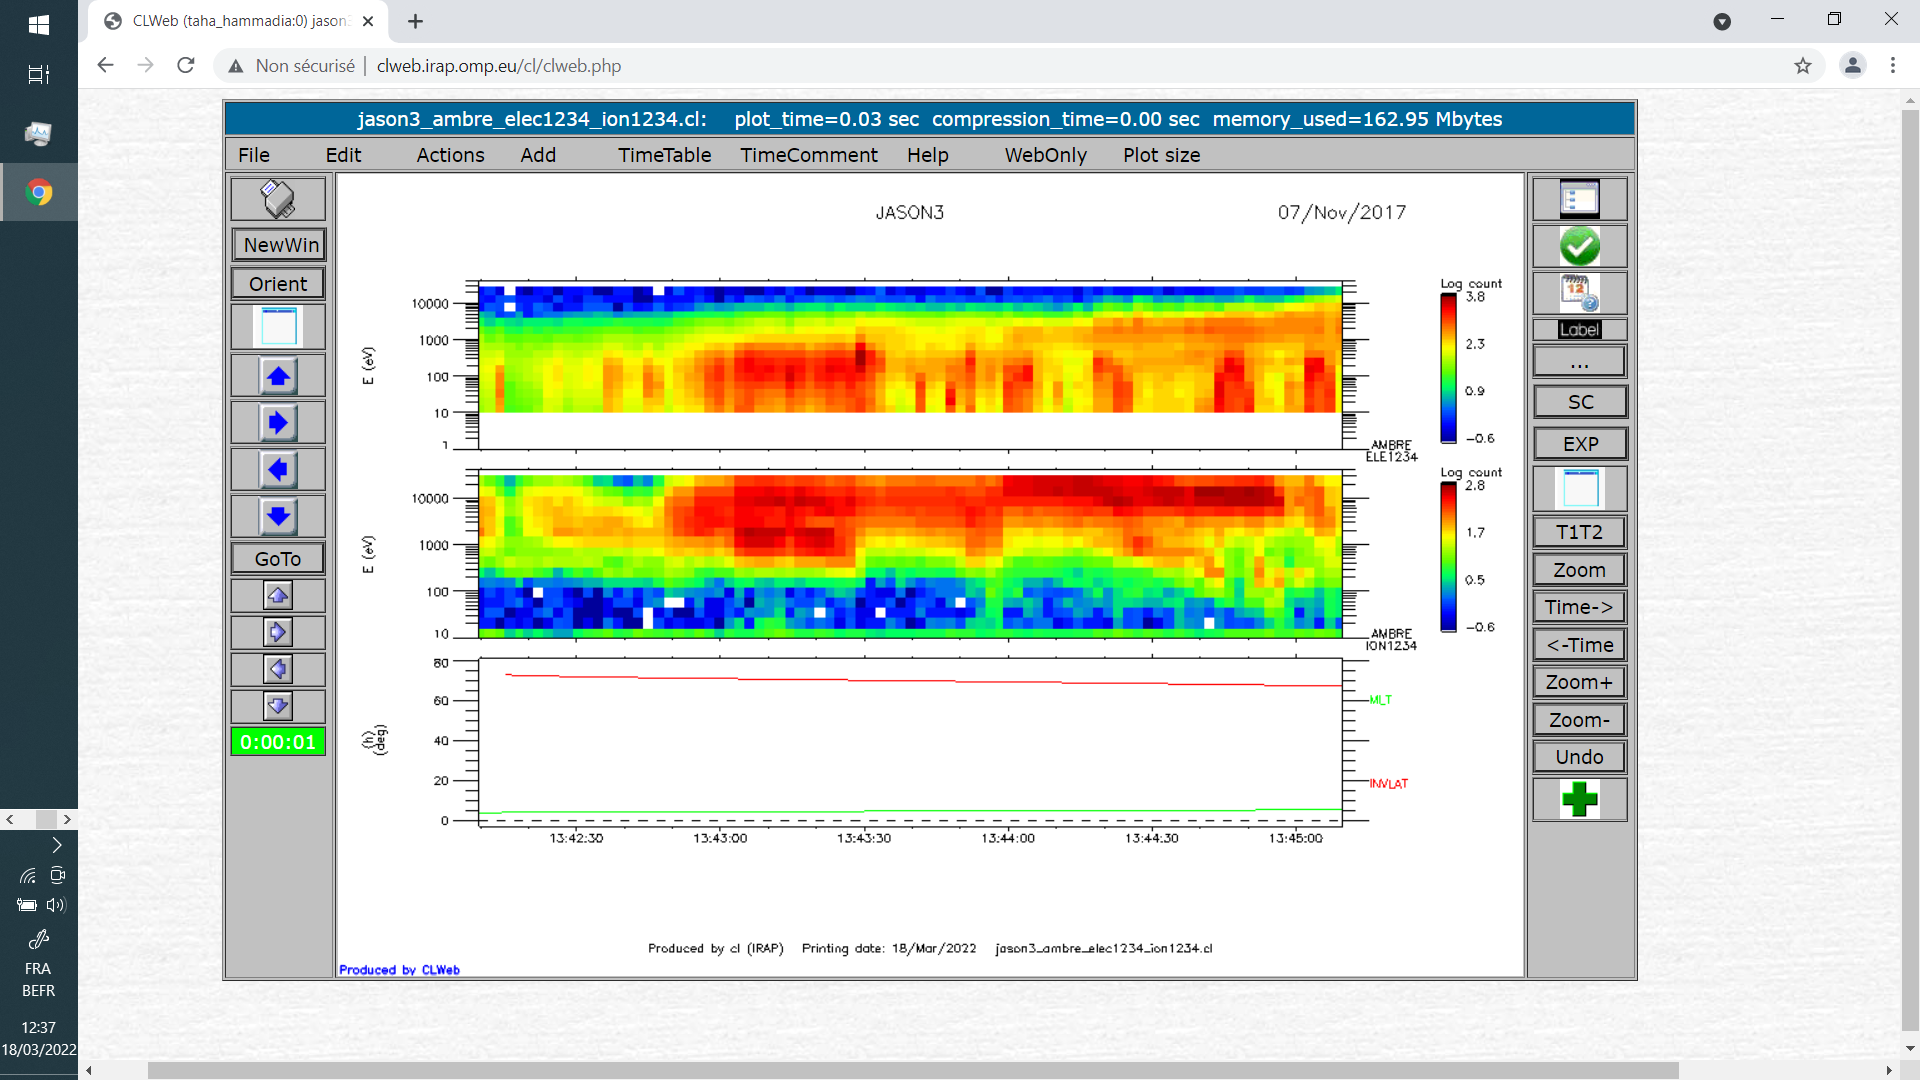 CLWeb (taha_hammadia:0) jason3
Non sécurisé | clweb.irap.omp.eu/cl/clweb.php
jason3_ambre_elec1234_ion1234.cl: plot_time=0.03 sec compression_time=0.00 sec memory_used=162.95 Mbytes
File Edit Actions Add TimeTable TimeComment Help WebOnly Plot size
NewWin
Orient
GoTo
0:00:01
JASON3 07/Nov/2017
10000
1000
100
10
1
E (eV)
Log count
3.8
2.3
0.9
-0.6
AMBRE
ELE1234
10000
1000
100
10
E (eV)
Log count
2.8
1.7
0.5
-0.6
AMBRE
ION1234
80
60
40
20
0
(h)
(deg)
MLT
INVLAT
13:42:30 13:43:00 13:43:30 13:44:00 13:44:30 13:45:00
Produced by cl (IRAP) Printing date: 18/Mar/2022 jason3_ambre_elec1234_ion1234.cl
Produced by CLWeb
12
Label
...
SC
EXP
T1T2
Zoom
Time->
<-Time
Zoom+
Zoom-
Undo
FRA
BEFR
12:37
18/03/2022